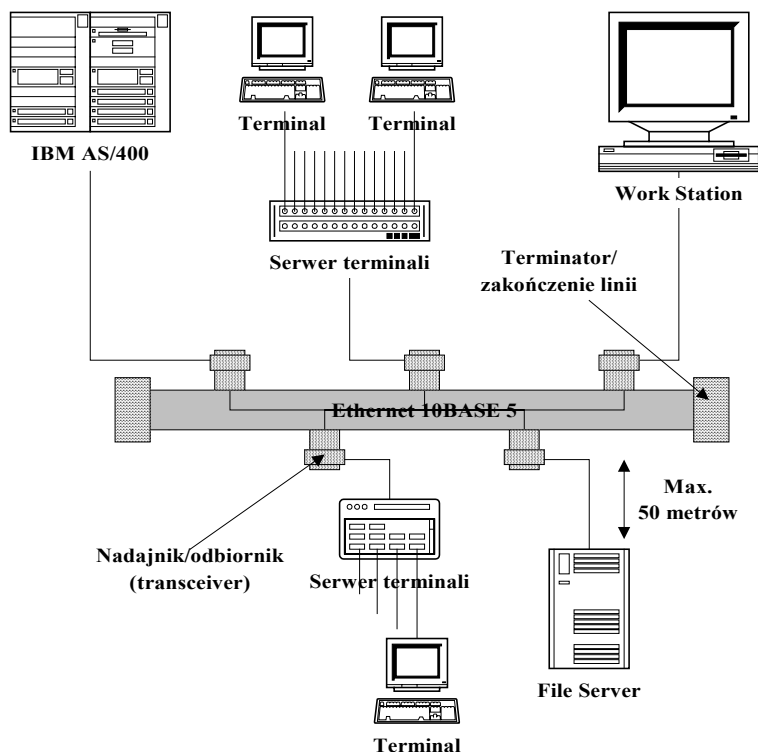 Terminal
Terminal
IBM AS/400
Work Station
Serwer terminali
Terminator/
zakończenie linii
Ethernet 10BASE 5
Max.
50 metrów
Nadajnik/odbiornik
(transceiver)
Serwer terminali
File Server
Terminal